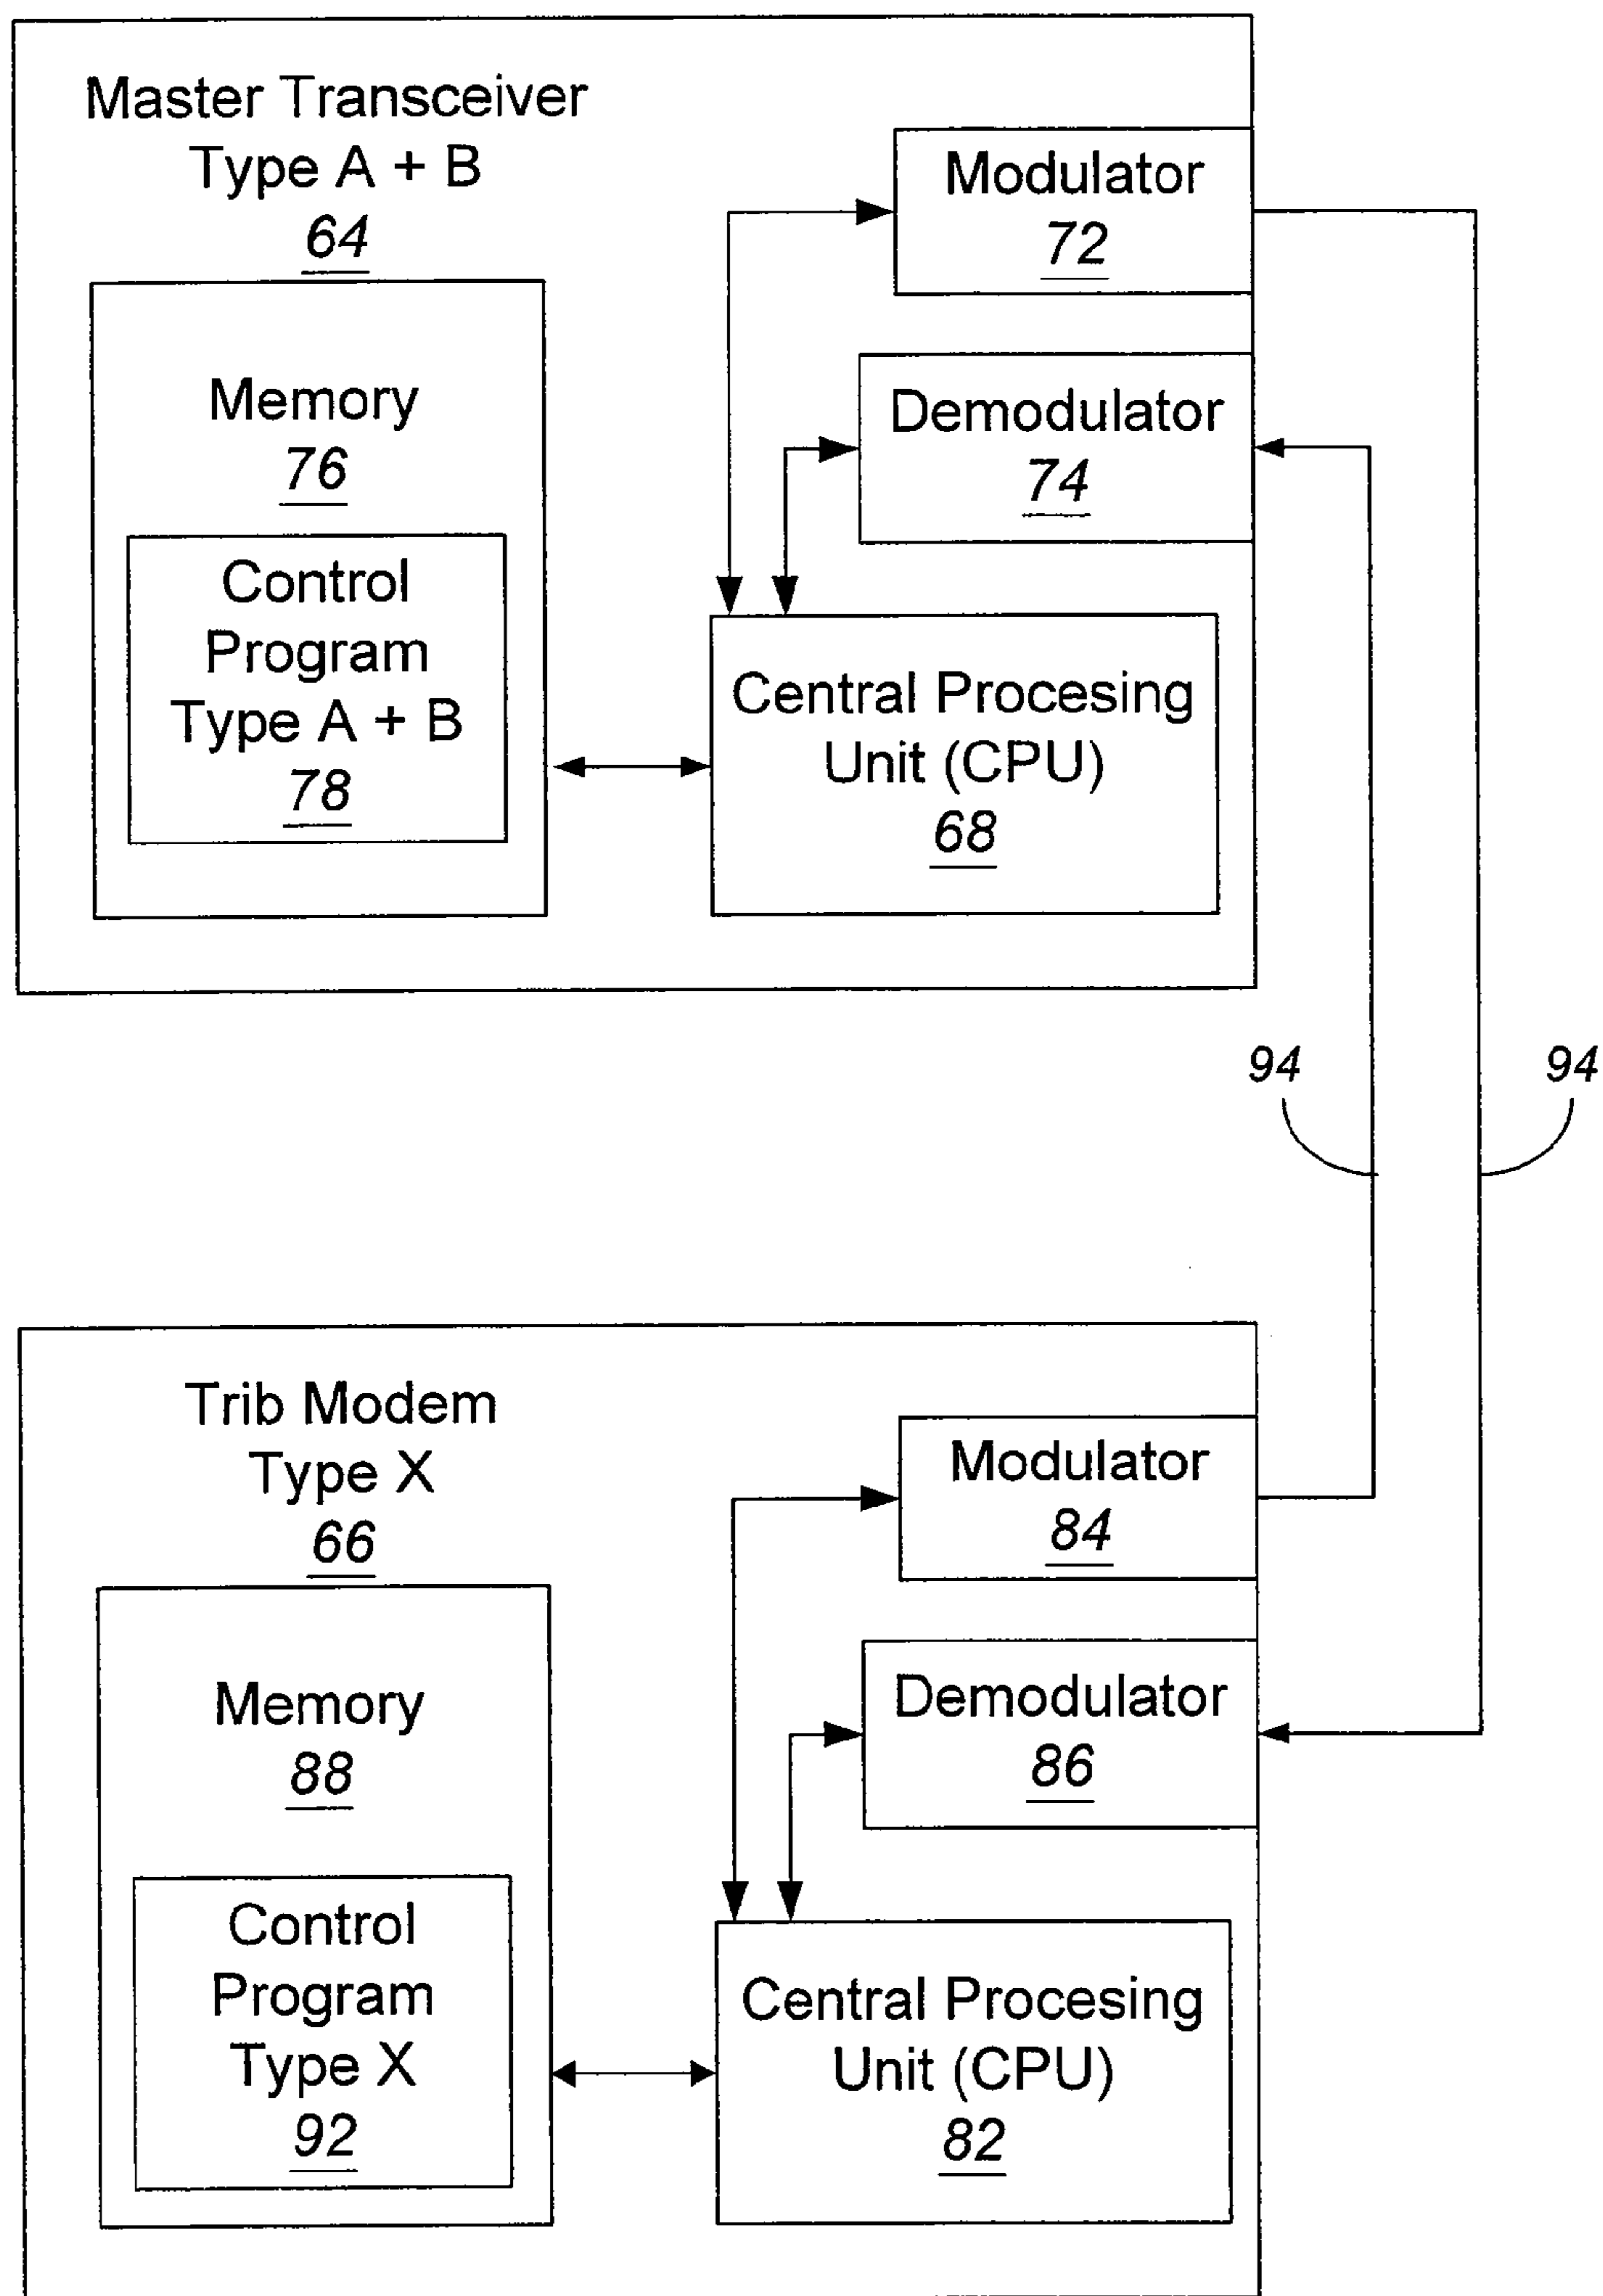 Master Transceiver
Type A + B
64
Modulator
72
Demodulator
74
Memory
76
Control
Program
Type A + B
78
Central Procesing
Unit (CPU)
68
94
94
Trib Modem
Type X
66
Modulator
84
Demodulator
86
Memory
88
Control
Program
Type X
92
Central Procesing
Unit (CPU)
82